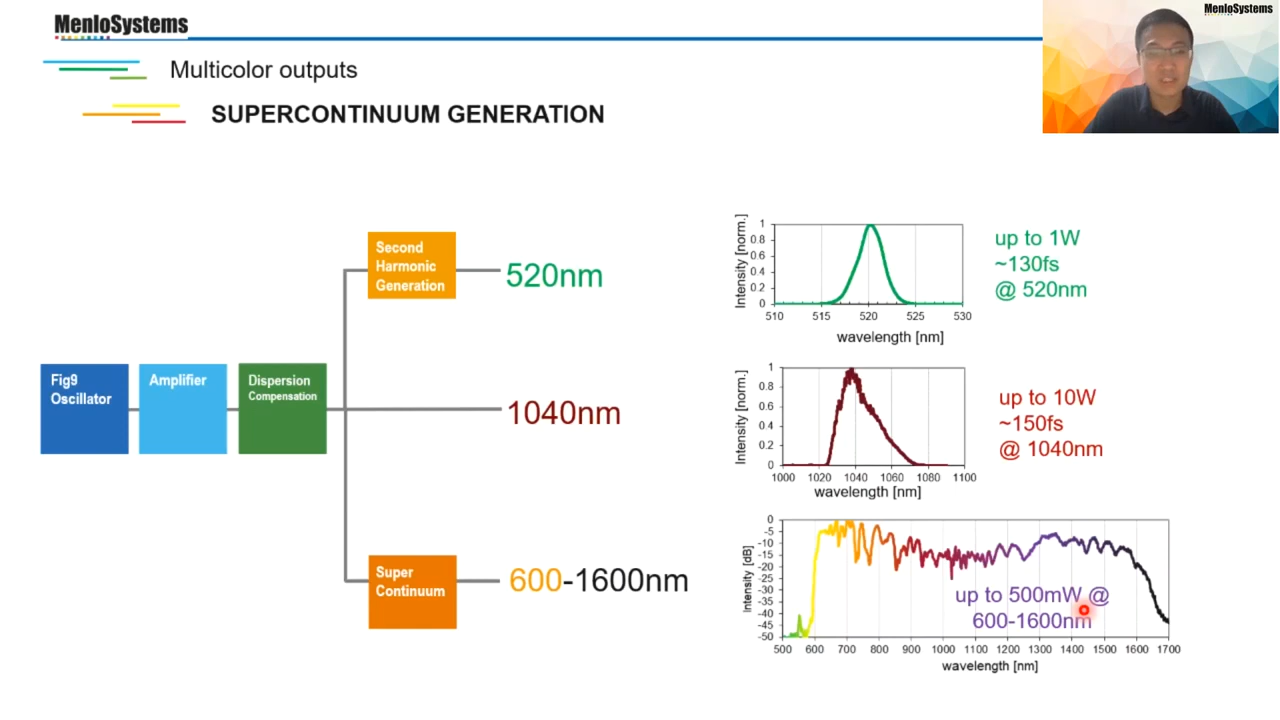 MenloSystems
MenloSystems
Multicolor outputs
SUPERCONTINUUM GENERATION
Fig9
Oscillator
Amplifier
Dispersion
Compensation
Second
Harmonic
Generation
520nm
1040nm
Super
Continuum
600-1600nm
Intensity [norm.]
1
0.8
0.6
0.4
0.2
0
510 515 520 525 530
wavelength [nm]
up to 1W
~130fs
@ 520nm
Intensity [norm.]
1
0.8
0.6
0.4
0.2
0
1000 1020 1040 1060 1080 1100
wavelength [nm]
up to 10W
~150fs
@ 1040nm
Intensity [dB]
0
-5
-10
-15
-20
-25
-30
-35
-40
-45
-50
500 600 700 800 900 1000 1100 1200 1300 1400 1500 1600 1700
wavelength [nm]
up to 500mW @
600-1600nm